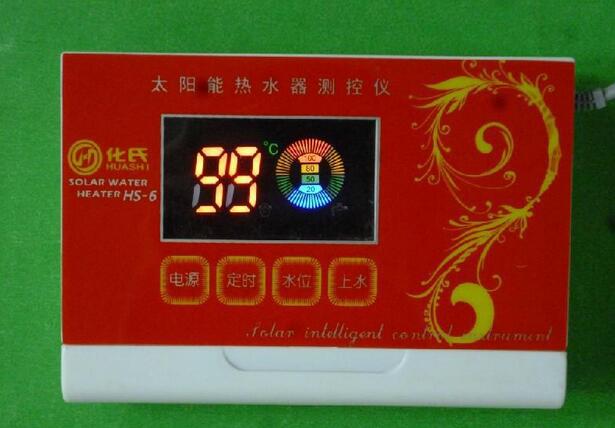 太阳能热水器测控仪
化氏
HUASHI
SOLAR WATER
HEATER HS-6
99 °C
100
80
50
20
电源 定时 水位 上水
Solar intelligent control instrument